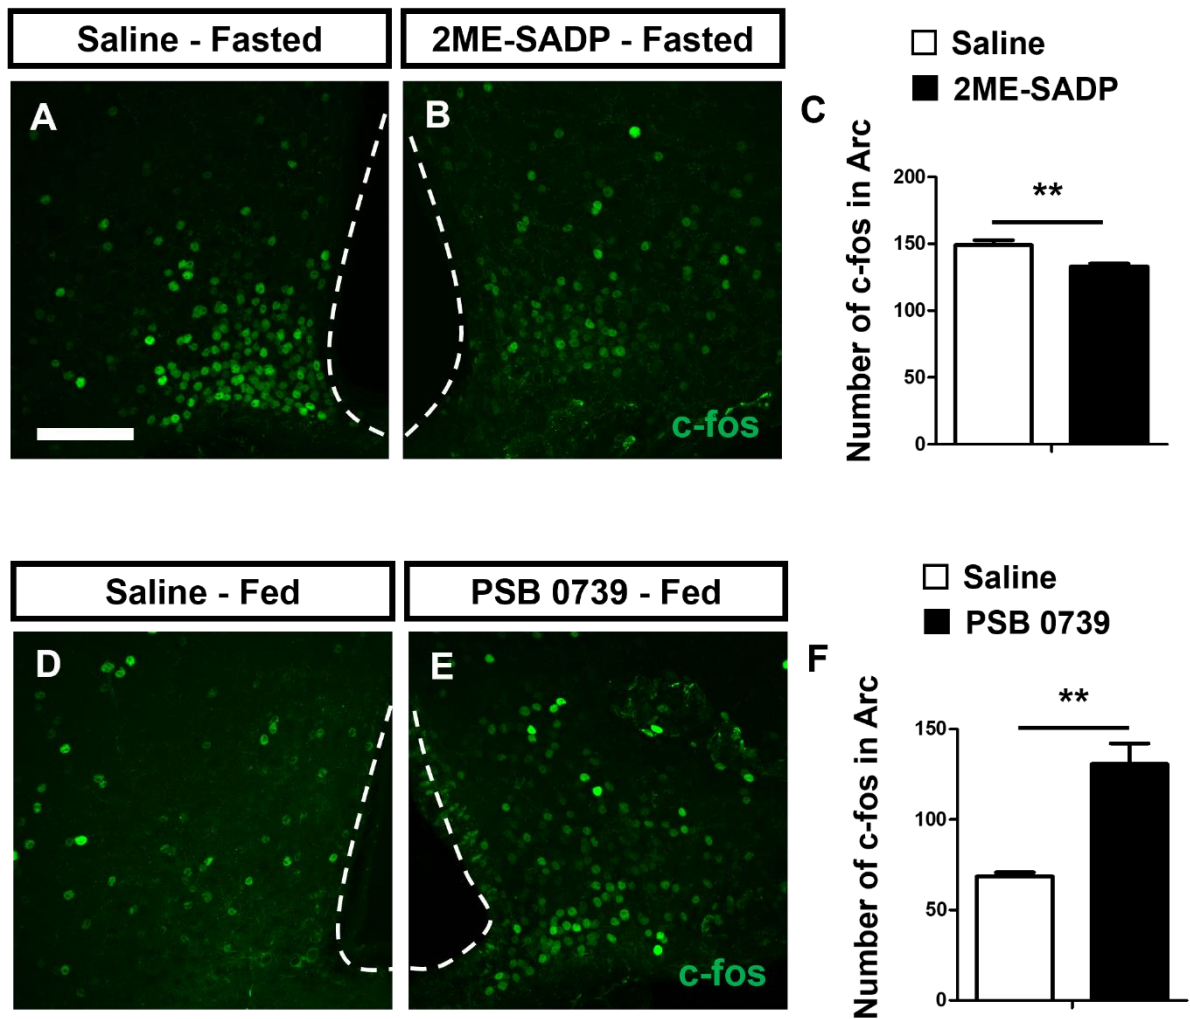 Saline - Fasted
2ME-SADP - Fasted
Saline
2ME-SADP
A
B
c-fos
C
Number of c-fos in Arc
200
150
100
50
0
**
Saline - Fed
PSB 0739 - Fed
Saline
PSB 0739
D
E
c-fos
F
Number of c-fos in Arc
150
100
50
0
**